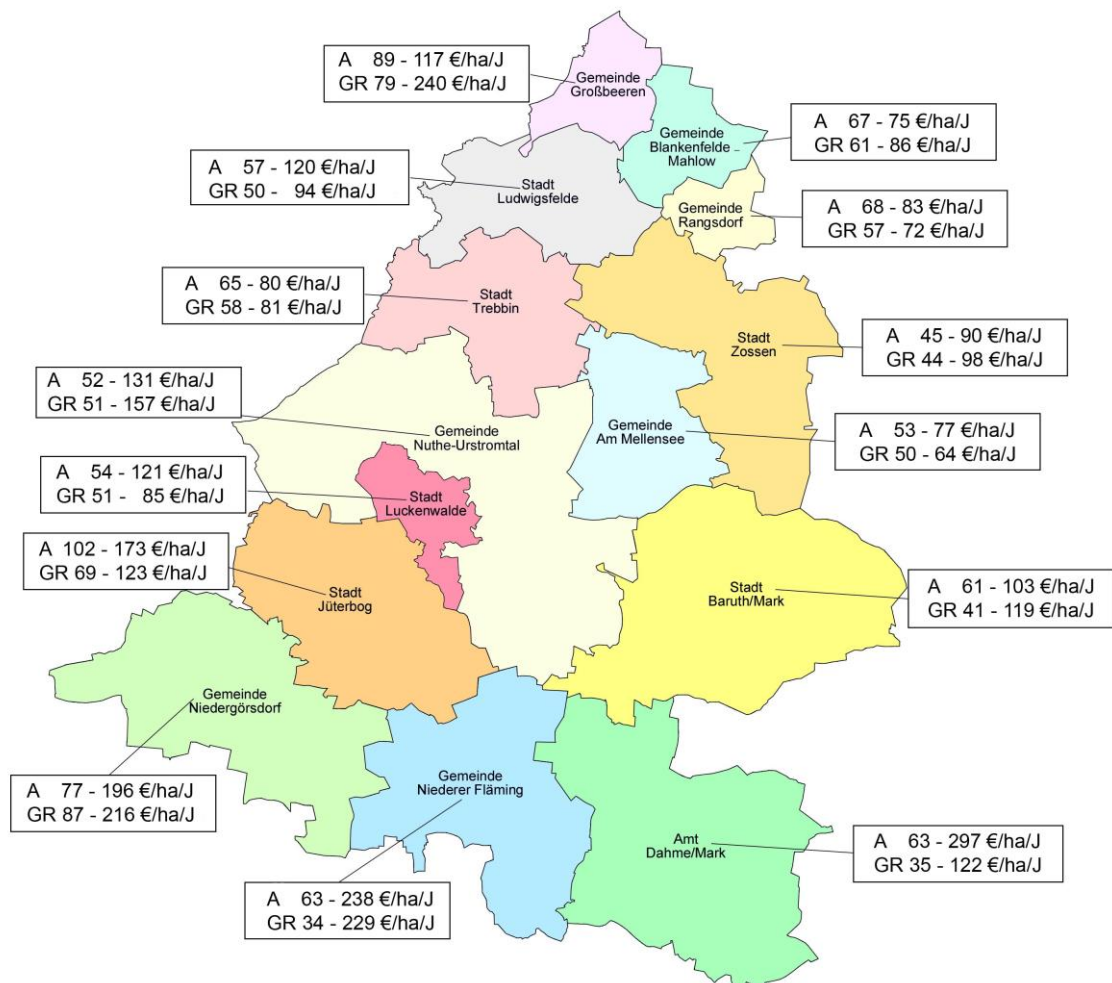 A 89 - 117 €/ha/J
GR 79 - 240 €/ha/J
Gemeinde
Großbeeren
Gemeinde
Blankenfelde -
Mahlow
A 67 - 75 €/ha/J
GR 61 - 86 €/ha/J
A 57 - 120 €/ha/J
GR 50 - 94 €/ha/J
Stadt
Ludwigsfelde
Gemeinde
Rangsdorf
A 68 - 83 €/ha/J
GR 57 - 72 €/ha/J
A 65 - 80 €/ha/J
GR 58 - 81 €/ha/J
Stadt
Trebbin
Stadt
Zossen
A 45 - 90 €/ha/J
GR 44 - 98 €/ha/J
A 52 - 131 €/ha/J
GR 51 - 157 €/ha/J
Gemeinde
Nuthe-Urstromtal
Gemeinde
Am Mellensee
A 53 - 77 €/ha/J
GR 50 - 64 €/ha/J
A 54 - 121 €/ha/J
GR 51 - 85 €/ha/J
Stadt
Luckenwalde
A 102 - 173 €/ha/J
GR 69 - 123 €/ha/J
Stadt
Jüterbog
Stadt
Baruth/Mark
A 61 - 103 €/ha/J
GR 41 - 119 €/ha/J
Gemeinde
Niedergörsdorf
A 77 - 196 €/ha/J
GR 87 - 216 €/ha/J
Gemeinde
Niederer Fläming
A 63 - 238 €/ha/J
GR 34 - 229 €/ha/J
Amt
Dahme/Mark
A 63 - 297 €/ha/J
GR 35 - 122 €/ha/J